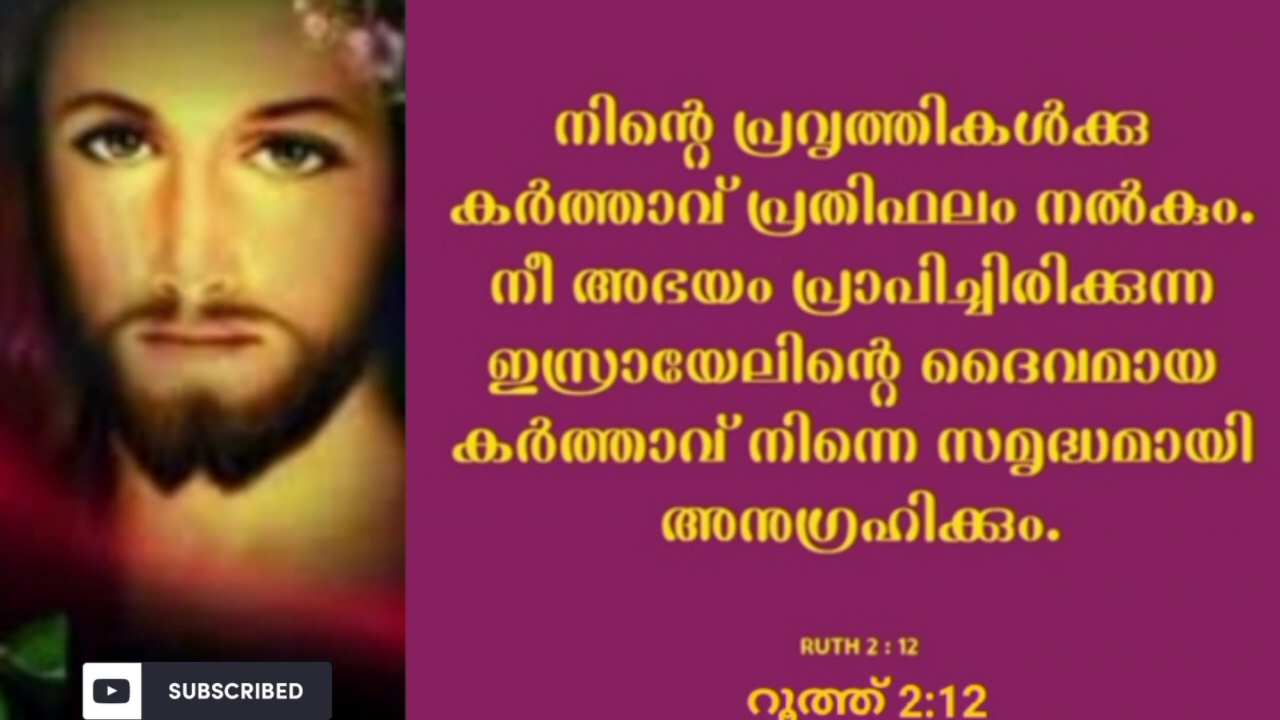 നിന്റെ പ്രവൃത്തികൾക്കു
കർത്താവ് പ്രതിഫലം നൽകും.
നീ അഭയം പ്രാപിച്ചിരിക്കുന്ന
ഇസ്രായേലിന്റെ ദൈവമായ
കർത്താവ് നിന്നെ സമൃദ്ധമായി
അനുഗ്രഹിക്കും.
RUTH 2 : 12
റൂത്ത് 2:12
SUBSCRIBED